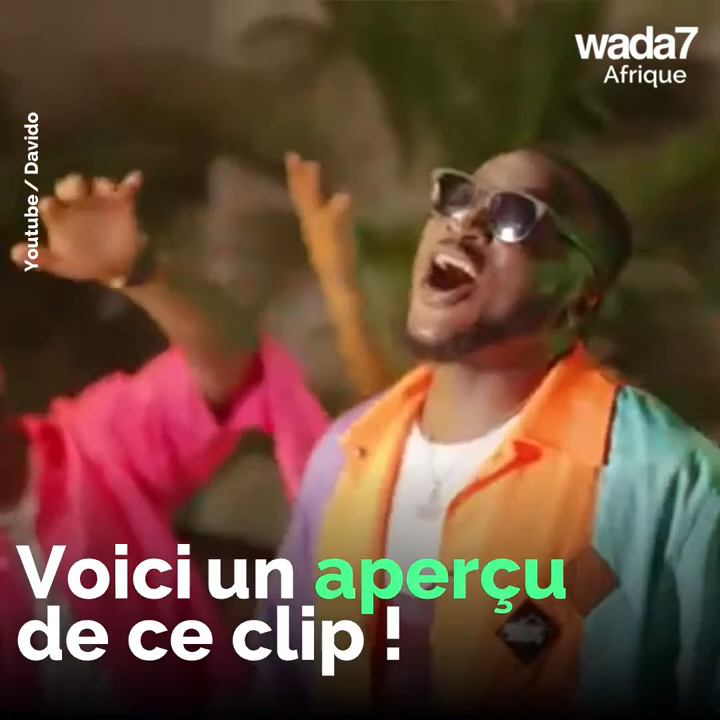 wada7
Afrique
Youtube / Davido
Voici un aperçu
de ce clip !